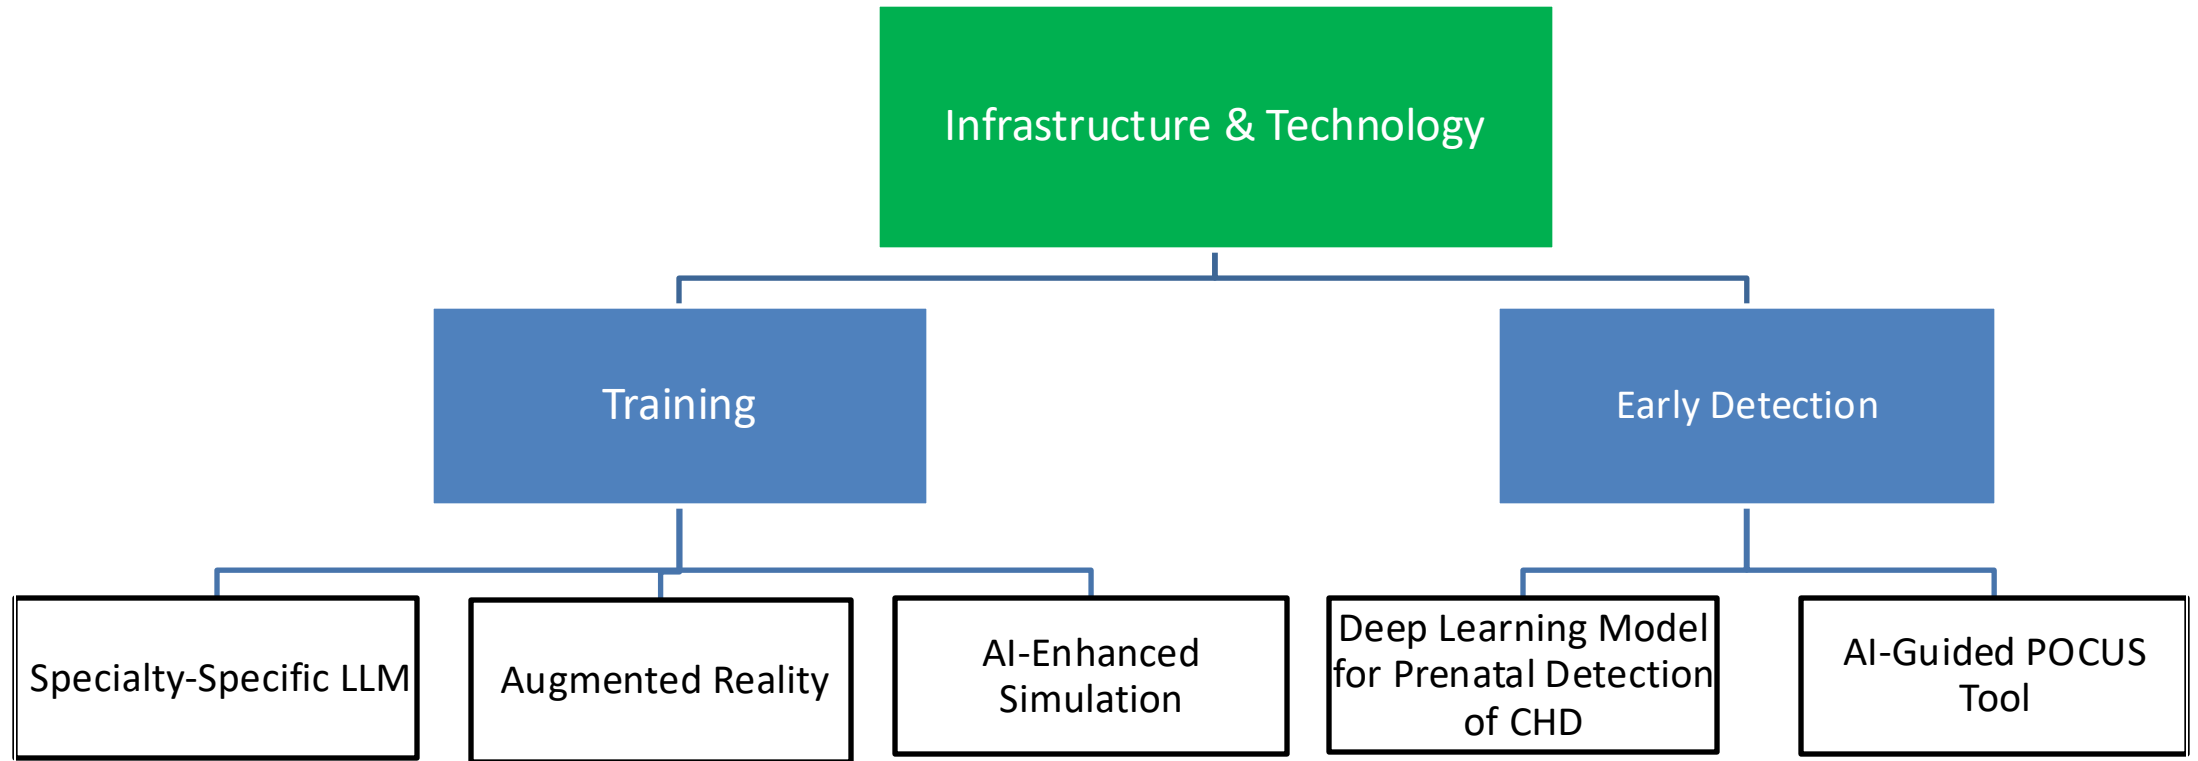 Infrastructure & Technology
Training
Early Detection
Specialty-Specific LLM
Augmented Reality
AI-Enhanced
Simulation
Deep Learning Model
for Prenatal Detection
of CHD
AI-Guided POCUS
Tool